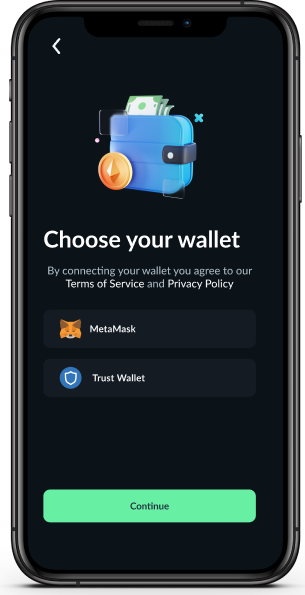 Choose your wallet
By connecting your wallet you agree to our
Terms of Service and Privacy Policy
MetaMask
Trust Wallet
Continue